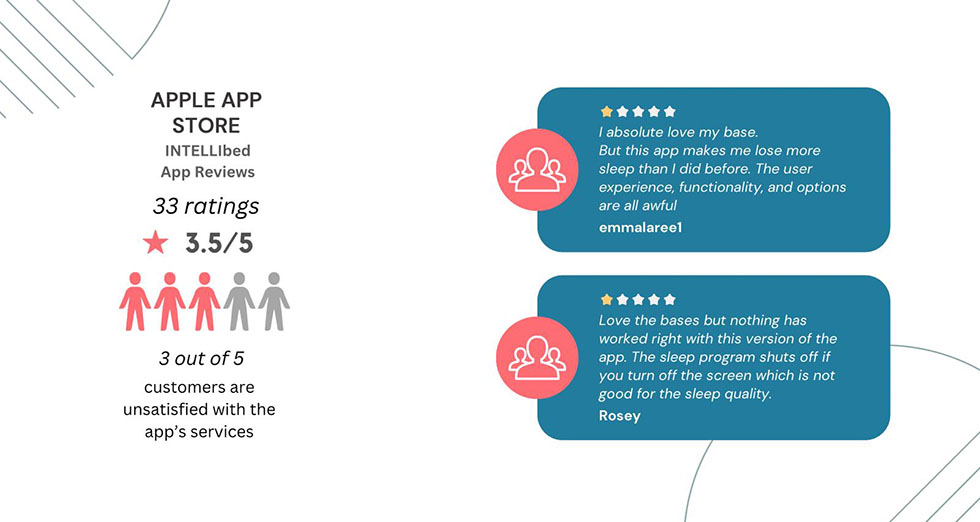 APPLE APP
STORE
INTELLIbed
App Reviews
33 ratings
3.5/5
3 out of 5
customers are
unsatisfied with the
app's services
I absolute love my base.
But this app makes me lose more
sleep than I did before. The user
experience, functionality, and options
are all awful
emmalaree1
Love the bases but nothing has
worked right with this version of the
app. The sleep program shuts off if
you turn off the screen which is not
good for the sleep quality.
Rosey